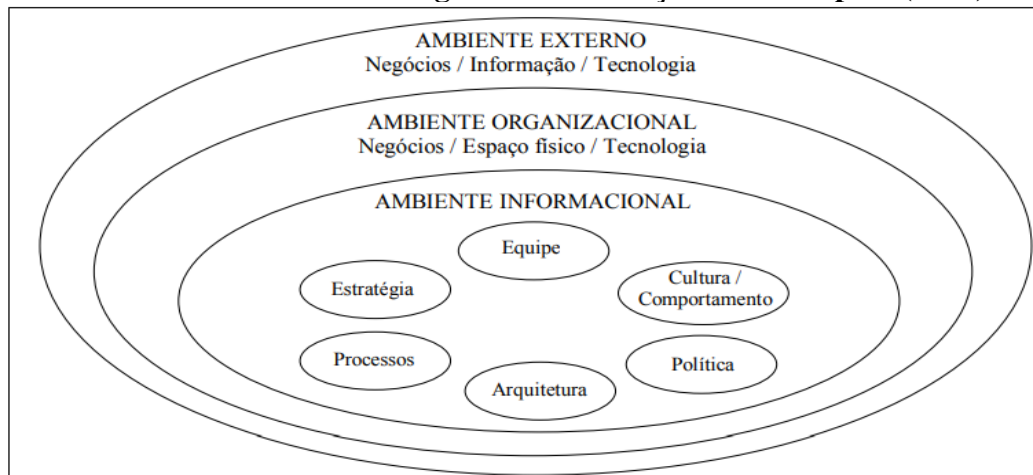 AMBIENTE EXTERNO
Negócios / Informação / Tecnologia
AMBIENTE ORGANIZACIONAL
Negócios / Espaço físico / Tecnologia
AMBIENTE INFORMACIONAL
Equipe
Estratégia
Cultura /
Comportamento
Processos
Política
Arquitetura